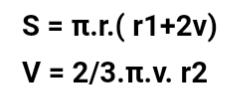 S = π.r.( r1+2v)
V = 2/3.π.v. r2